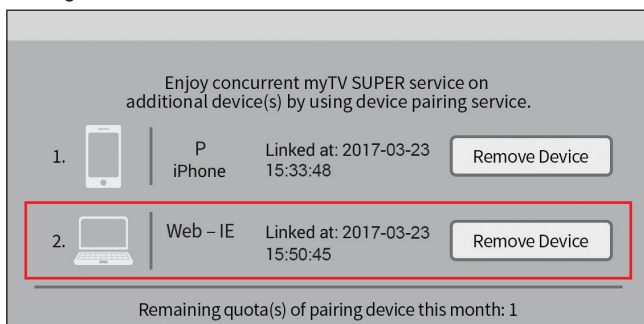 Enjoy concurrent myTV SUPER service on
additional device(s) by using device pairing service.
1.
P
iPhone
Linked at: 2017-03-23
15:33:48
Remove Device
2.
Web – IE
Linked at: 2017-03-23
15:50:45
Remove Device
Remaining quota(s) of pairing device this month: 1